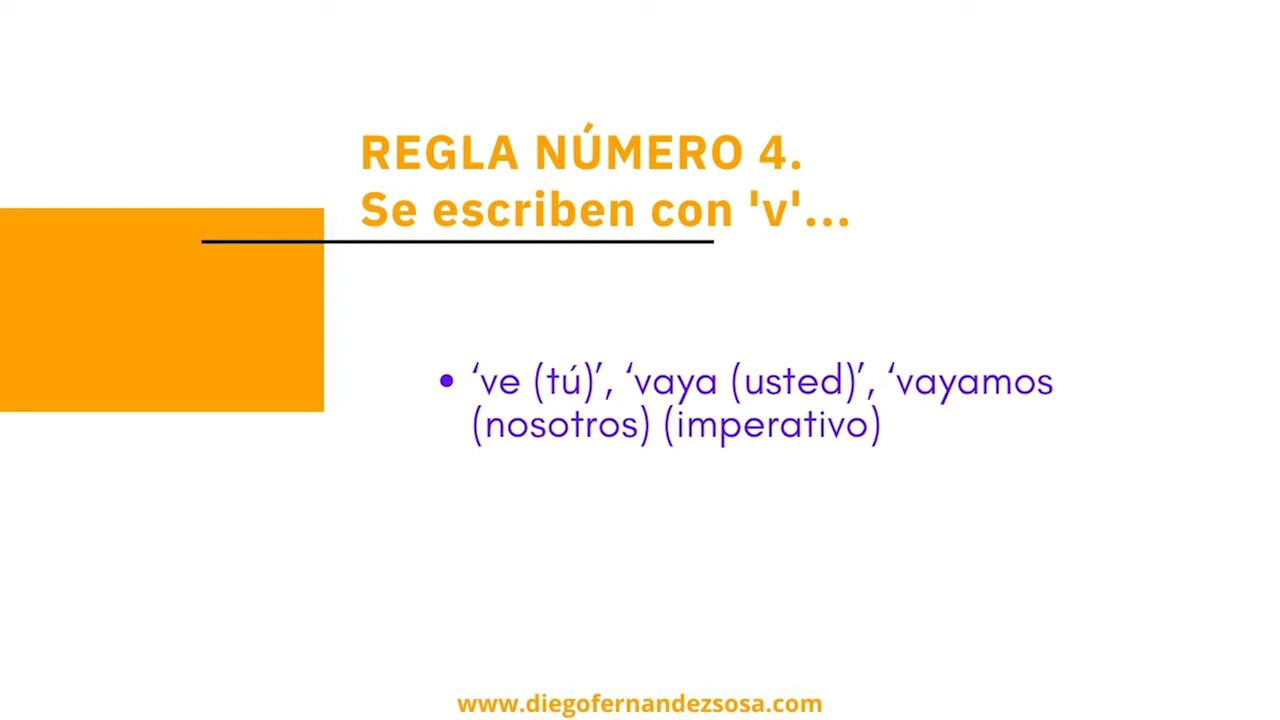 REGLA NÚMERO 4.
Se escriben con 'v'...
• ‘ve (tú)’, ‘vaya (usted)’, ‘vayamos
(nosotros) (imperativo)
www.diegofernandezsosa.com